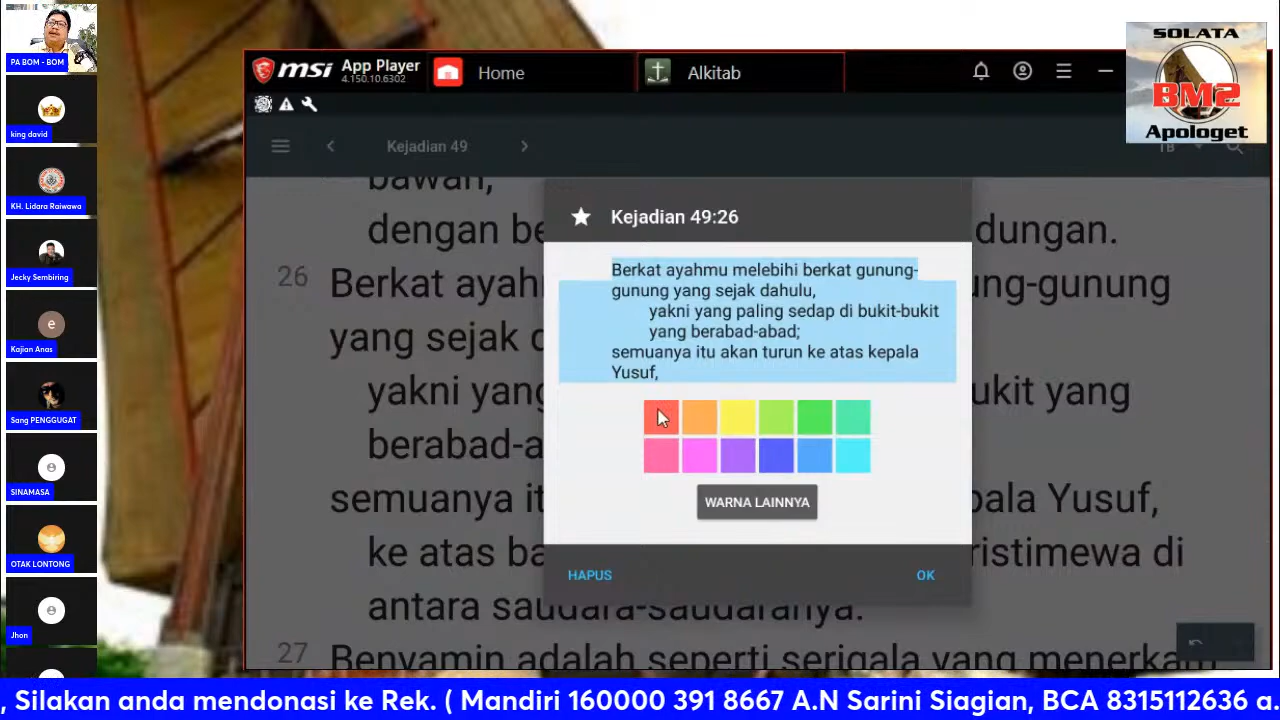 PA BOM - BOM
king david
KH. Lidara Raiwawa
Jecky Sembiring
e
Kajian Anas
Sang PENGGUGAT
SINAMASA
OTAK LONTONG
Jhon
msi App Player
4.150.10.6302
Home
Alkitab
SOLATA
BM2
Apologet
Kejadian 49
TB
bawah,
dengan be
dungan.
26 Berkat ayah
ng-gunung
yang sejak d
yakni yang
ukit yang
berabad-a
semuanya it
pala Yusuf,
ke atas ba
ristimewa di
antara saudara-saudaranya.
27 Benyamin adalah seperti serigala yang menerkam
Kejadian 49:26
Berkat ayahmu melebihi berkat gunung-
gunung yang sejak dahulu,
yakni yang paling sedap di bukit-bukit
yang berabad-abad;
semuanya itu akan turun ke atas kepala
Yusuf,
WARNA LAINNYA
HAPUS
OK
, Silakan anda mendonasi ke Rek. ( Mandiri 160000 391 8667 A.N Sarini Siagian, BCA 8315112636 a.